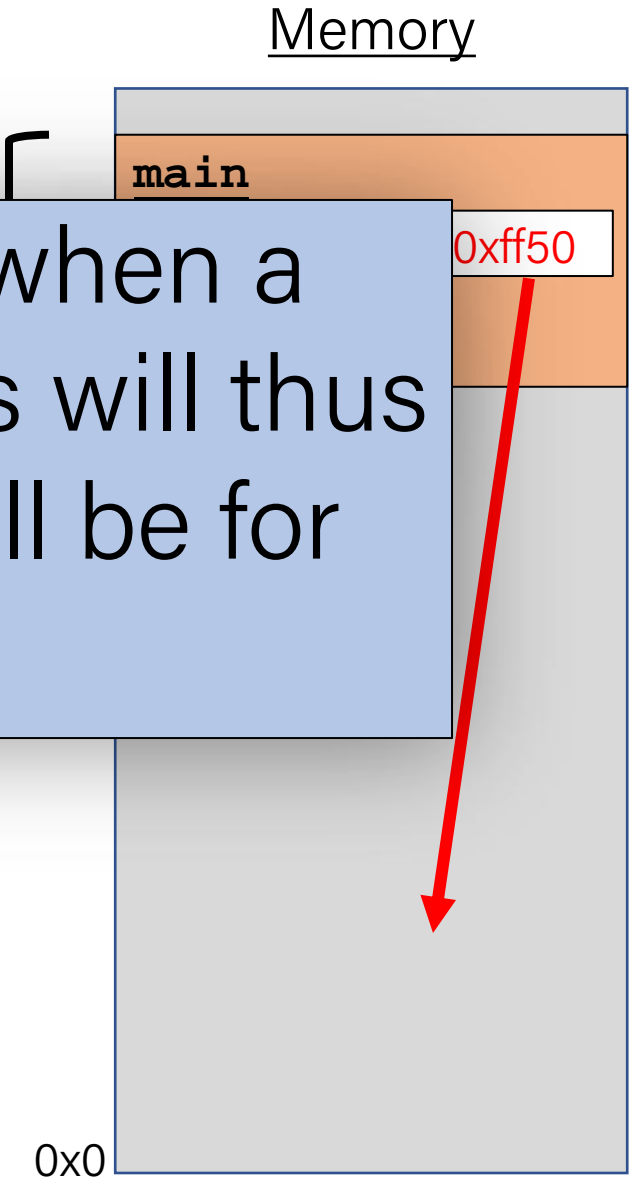 Memory
main
0xff50
when a
s will thus
ll be for
0x0